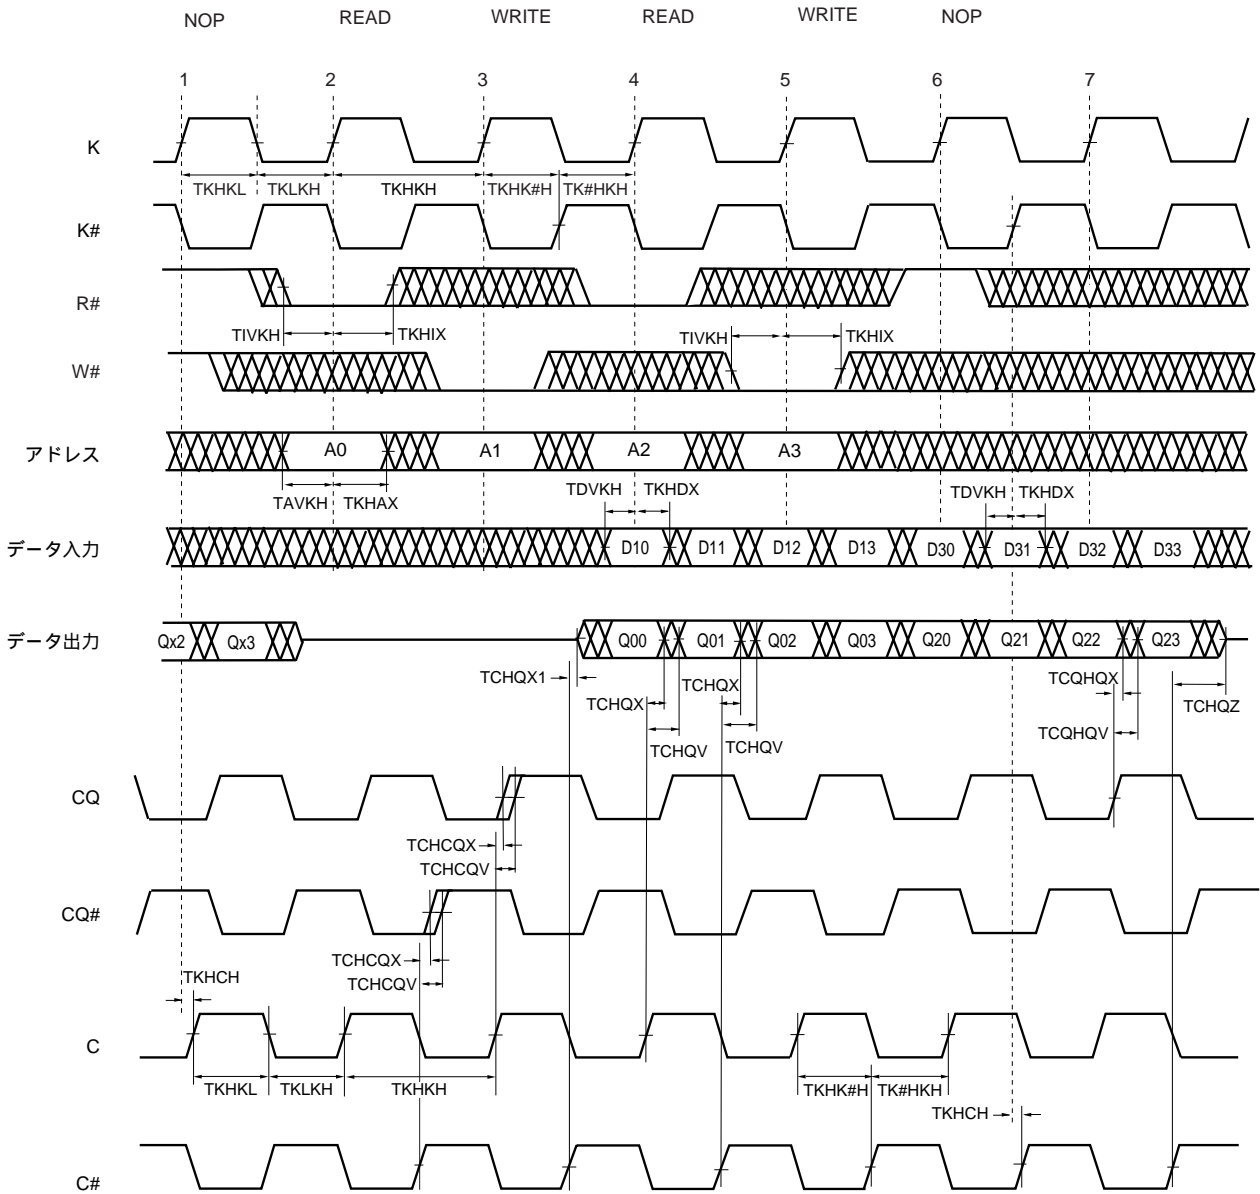 NOP READ WRITE READ WRITE NOP
1 2 3 4 5 6 7
K
TKHKL TKLKH TKHKH TKHK#H TK#HKH
K#
R#
TIVKH TKHIX TIVKH TKHIX
W#
アドレス A0 A1 A2 A3
TAVKH TKHAX TDVKH TKHDX TDVKH TKHDX
データ入力 D10 D11 D12 D13 D30 D31 D32 D33
データ出力 Qx2 Qx3 Q00 Q01 Q02 Q03 Q20 Q21 Q22 Q23
TCHQX1 TCHQX TCQHQX
TCHQX TCHQZ
TCHQV TCHQV TCQHQV
CQ
TCHCQX
TCHCQV
CQ#
TCHCQX
TKHCH TCHCQV
C
TKHKL TKLKH TKHKH TKHK#H TK#HKH
TKHCH
C#